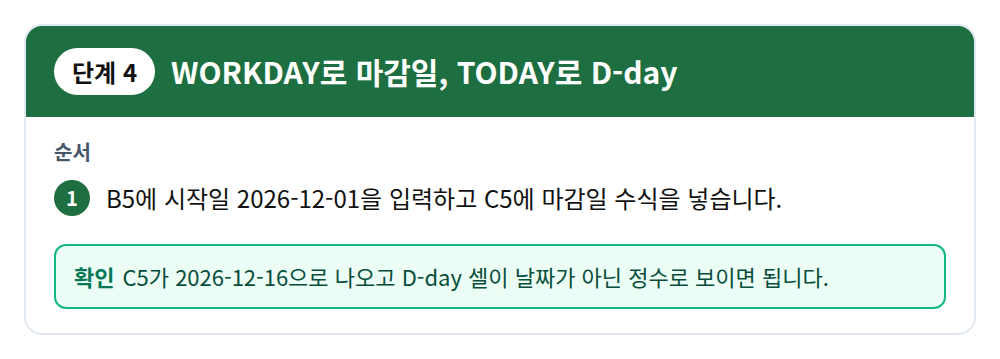 단계 4 WORKDAY로 마감일, TODAY로 D-day
순서
1 B5에 시작일 2026-12-01을 입력하고 C5에 마감일 수식을 넣습니다.
확인 C5가 2026-12-16으로 나오고 D-day 셀이 날짜가 아닌 정수로 보이면 됩니다.